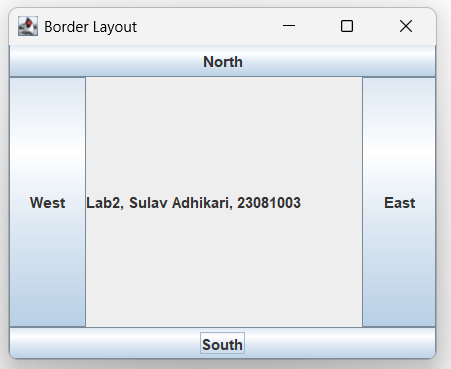 Border Layout
North
West
Lab2, Sulav Adhikari, 23081003
East
South